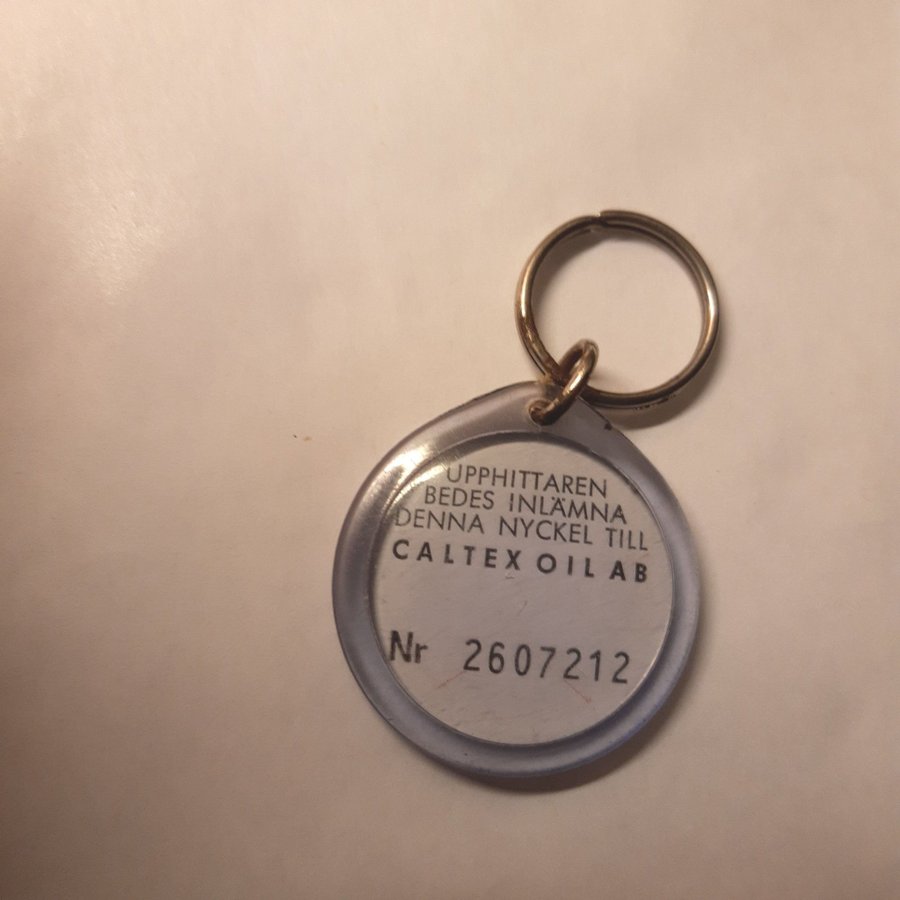 UPPHITTAREN
BEDES INLÄMNA
DENNA NYCKEL TILL
CALTEX OIL AB
Nr 2607212